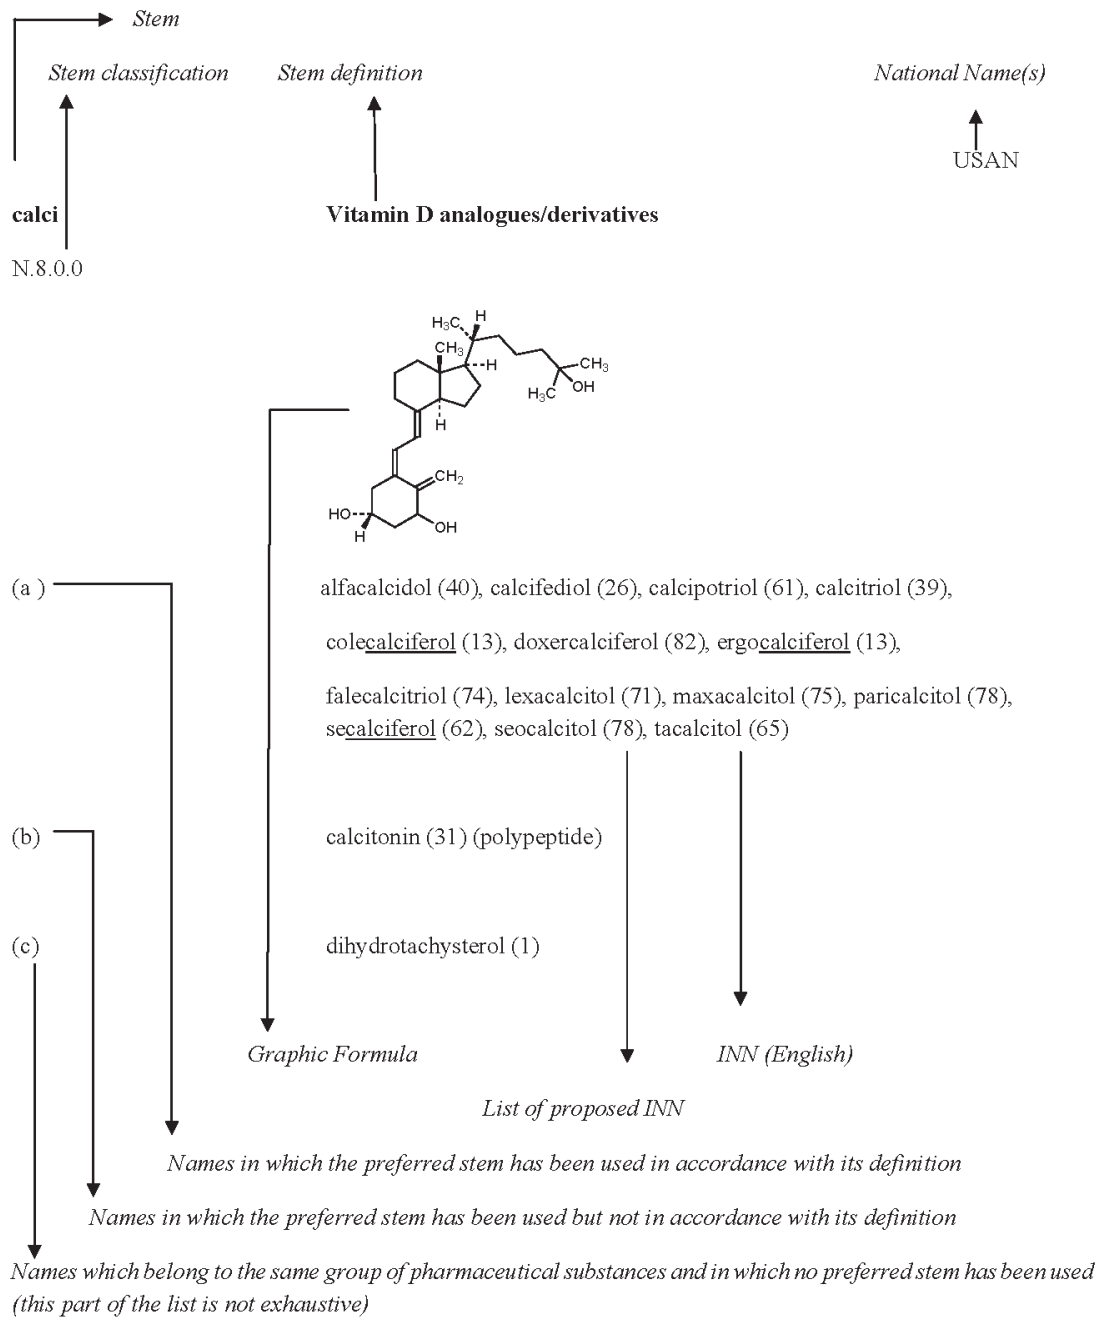 Stem
Stem classification Stem definition National Name(s)
USAN
calci Vitamin D analogues/derivatives
N.8.0.0
H₃C H
CH₃
H
CH₃
OH
H₃C
H
CH₂
HO
OH
H
(a ) alfacalcidol (40), calcifediol (26), calcipotriol (61), calcitriol (39),
colecalciferol (13), doxercalciferol (82), ergocalciferol (13),
falecalcitriol (74), lexacalcitol (71), maxacalcitol (75), paricalcitol (78),
secalciferol (62), seocalcitol (78), tacalcitol (65)
(b) calcitonin (31) (polypeptide)
(c) dihydrotachysterol (1)
Graphic Formula INN (English)
List of proposed INN
Names in which the preferred stem has been used in accordance with its definition
Names in which the preferred stem has been used but not in accordance with its definition
Names which belong to the same group of pharmaceutical substances and in which no preferred stem has been used
(this part of the list is not exhaustive)